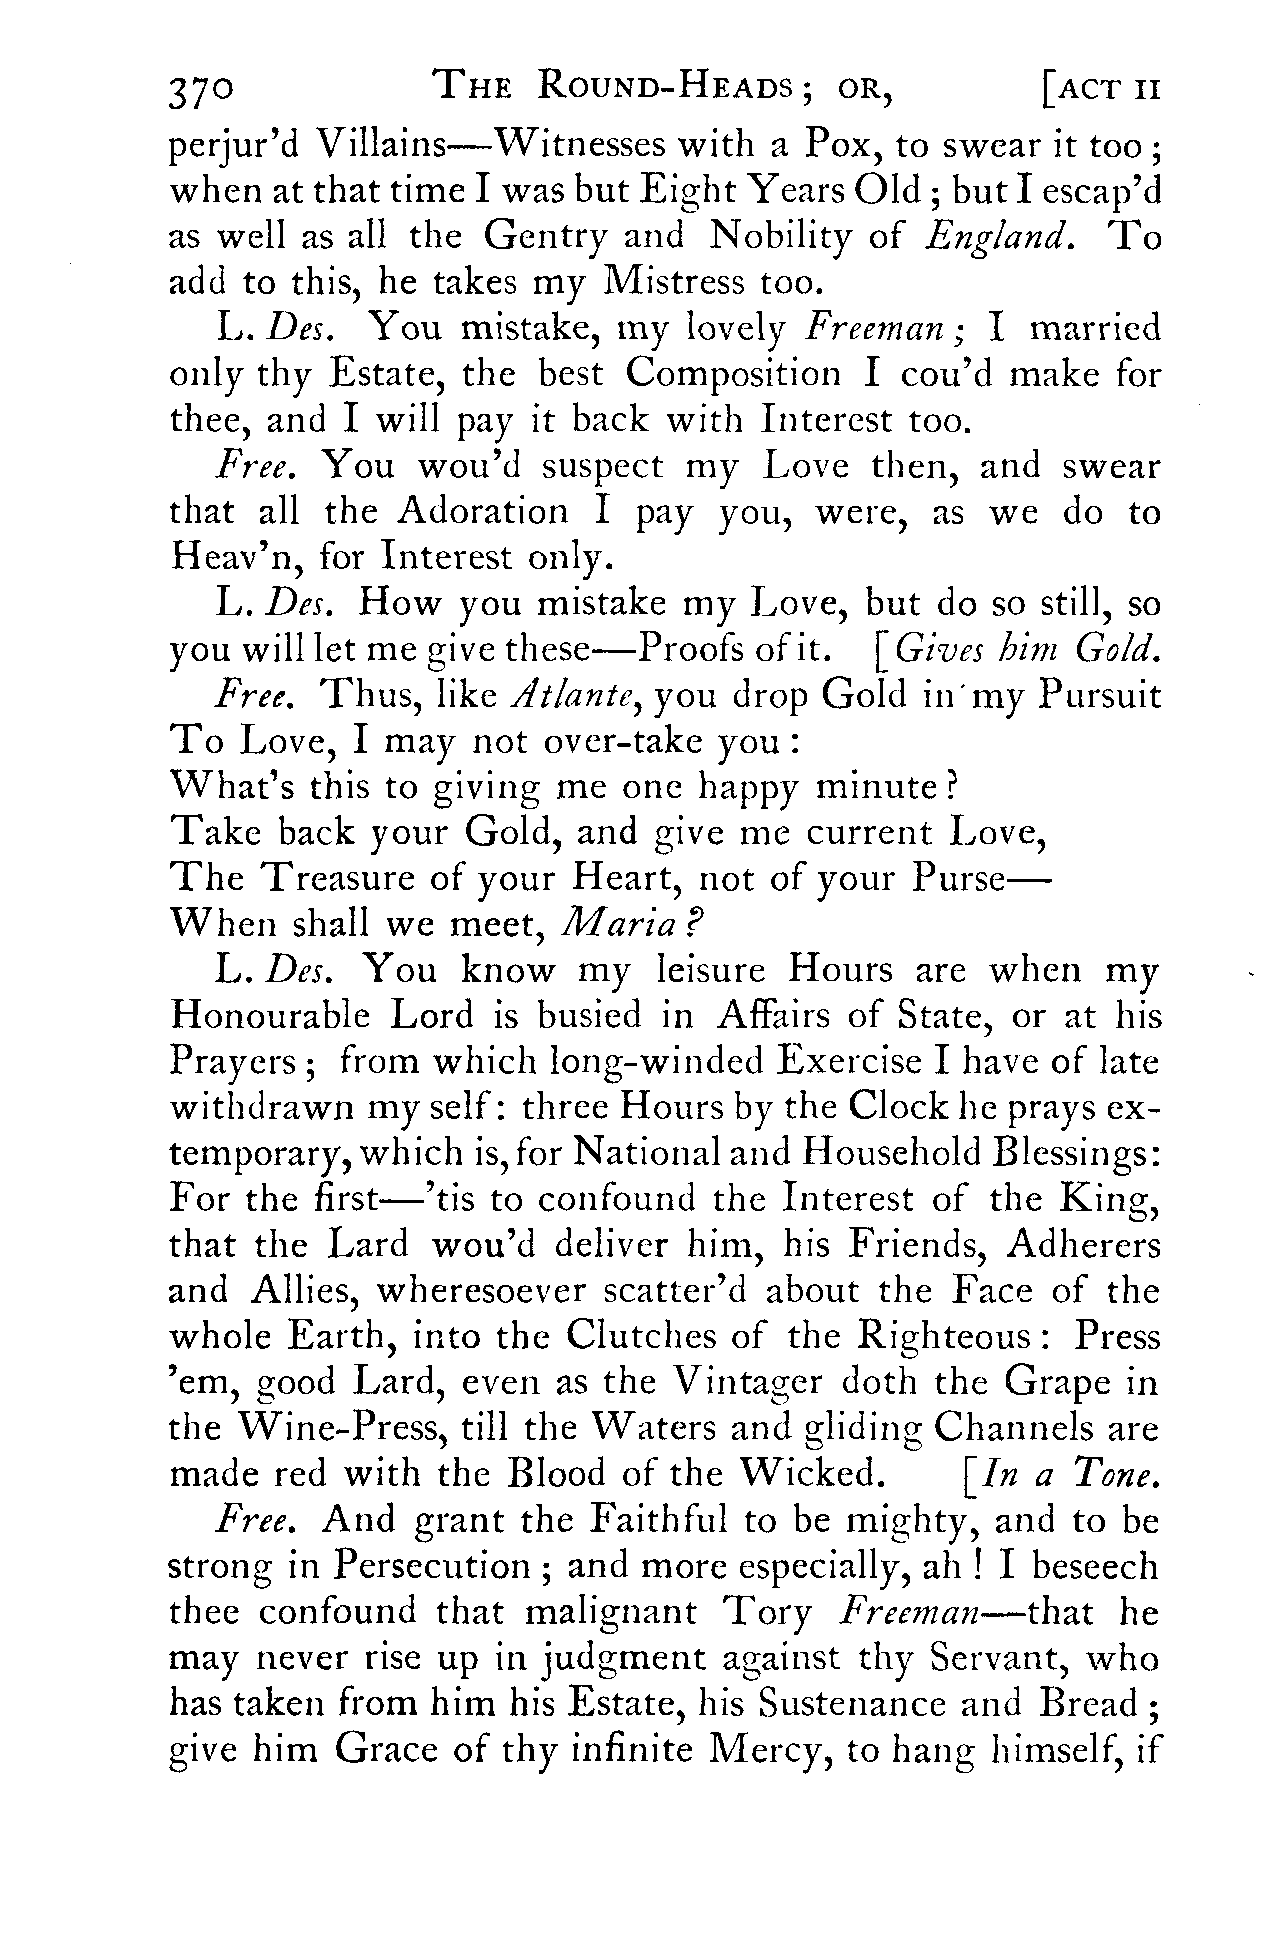 370 The Round-Heads; or, [act ii
perjur'd Villains—Witnesses with a Pox, to swear it too;
when at that time I was but Eight Years Old; but I escap'd
as well as all the Gentry and Nobility of England. To
add to this, he takes my Mistress too.
L. Des. You mistake, my lovely Freeman; I married
only thy Estate, the best Composition I cou'd make for
thee, and I will pay it back with Interest too.
Free. You wou'd suspect my Love then, and swear
that all the Adoration I pay you, were, as we do to
Heav'n, for Interest only.
L. Des. How you mistake my Love, but do so still, so
you will let me give these—Proofs of it. [Gives him Gold.
Free. Thus, like Atlante, you drop Gold in my Pursuit
To Love, I may not over-take you:
What's this to giving me one happy minute?
Take back your Gold, and give me current Love,
The Treasure of your Heart, not of your Purse—
When shall we meet, Maria?
L. Des. You know my leisure Hours are when my
Honourable Lord is busied in Affairs of State, or at his
Prayers; from which long-winded Exercise I have of late
withdrawn my self: three Hours by the Clock he prays ex-
temporary, which is, for National and Household Blessings:
For the first—'tis to confound the Interest of the King,
that the Lard wou'd deliver him, his Friends, Adherers
and Allies, wheresoever scatter'd about the Face of the
whole Earth, into the Clutches of the Righteous: Press
'em, good Lard, even as the Vintager doth the Grape in
the Wine-Press, till the Waters and gliding Channels are
made red with the Blood of the Wicked. [In a Tone.
Free. And grant the Faithful to be mighty, and to be
strong in Persecution; and more especially, ah! I beseech
thee confound that malignant Tory Freeman—that he
may never rise up in judgment against thy Servant, who
has taken from him his Estate, his Sustenance and Bread;
give him Grace of thy infinite Mercy, to hang himself, if